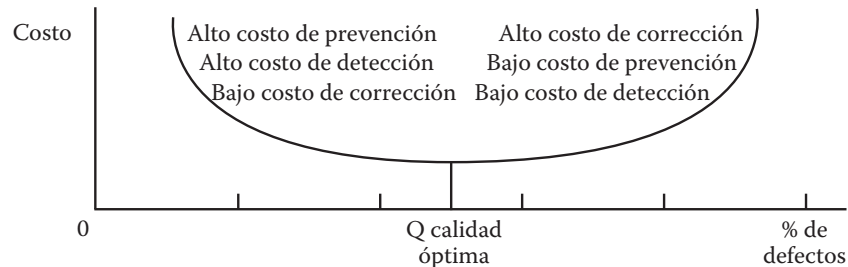 Costo
Alto costo de prevención
Alto costo de detección
Bajo costo de corrección
Alto costo de corrección
Bajo costo de prevención
Bajo costo de detección
0
Q calidad
óptima
% de
defectos